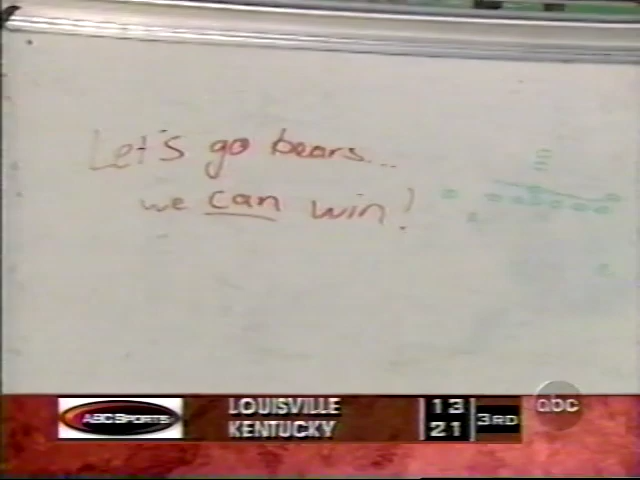 Let's go bears...
we can win!
ABC SPORTS
LOUISVILLE 13
KENTUCKY 21
3RD
abc